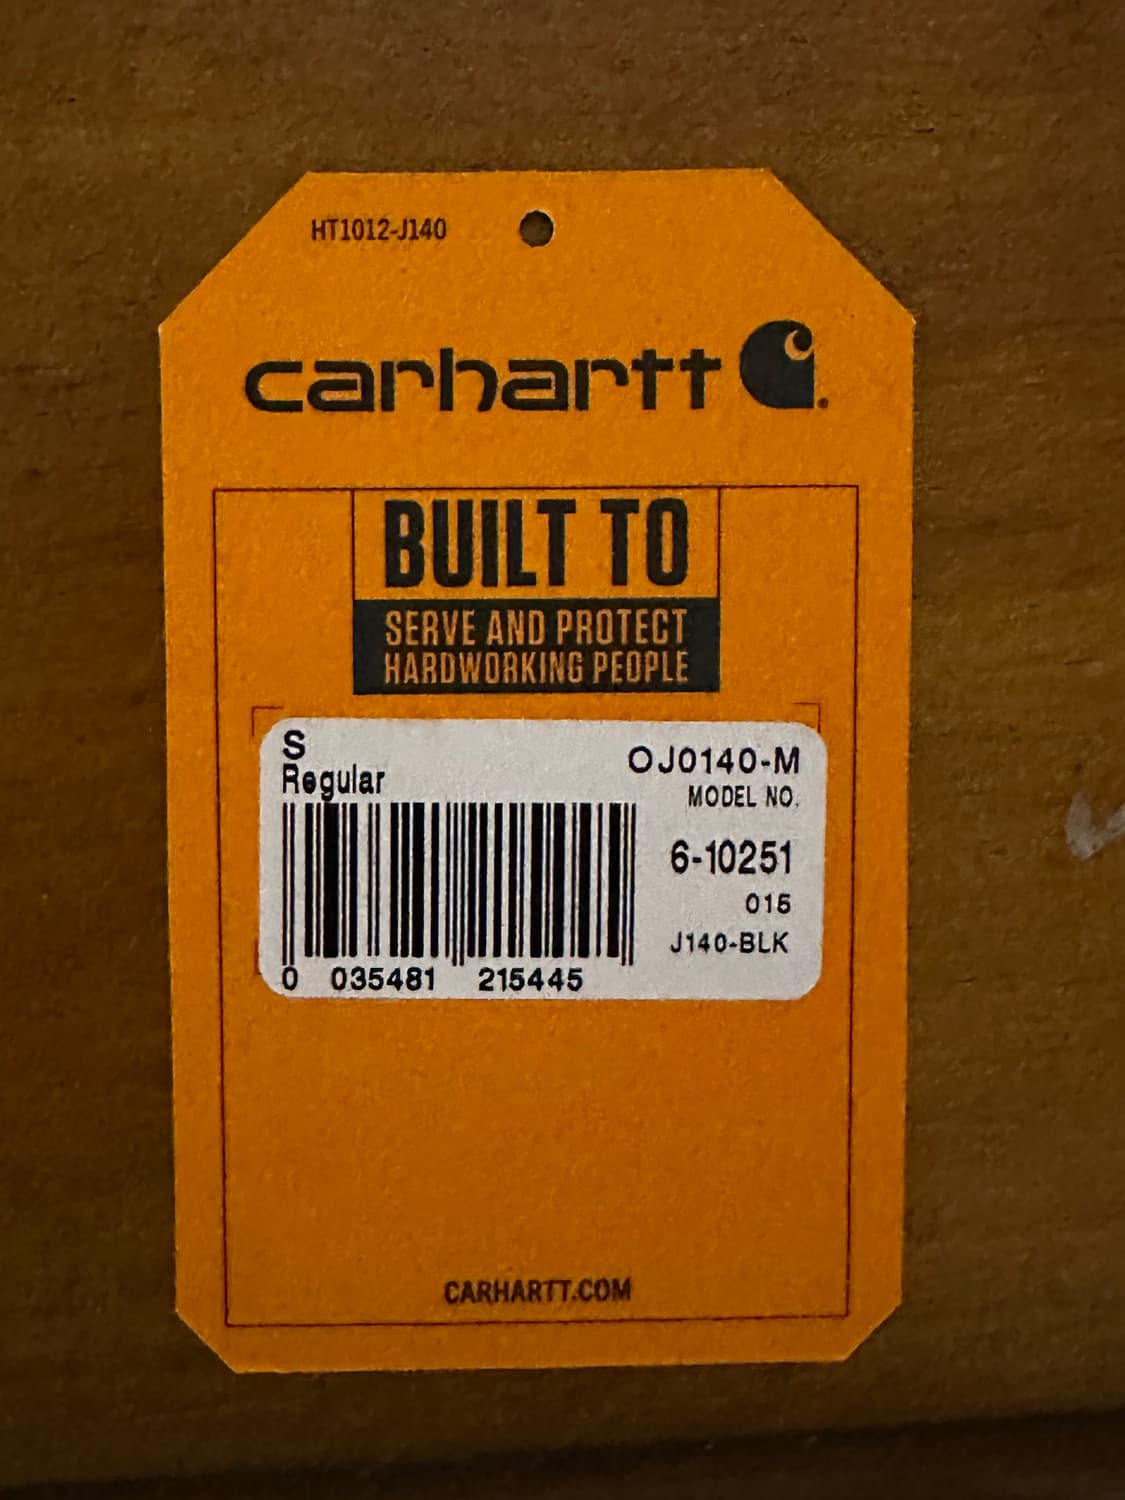 HT1012-J140
carhartt
BUILT TO
SERVE AND PROTECT
HARDWORKING PEOPLE
S
Regular
OJ0140-M
MODEL NO.
6-10251
015
J140-BLK
0 035481 215445
CARHARTT.COM